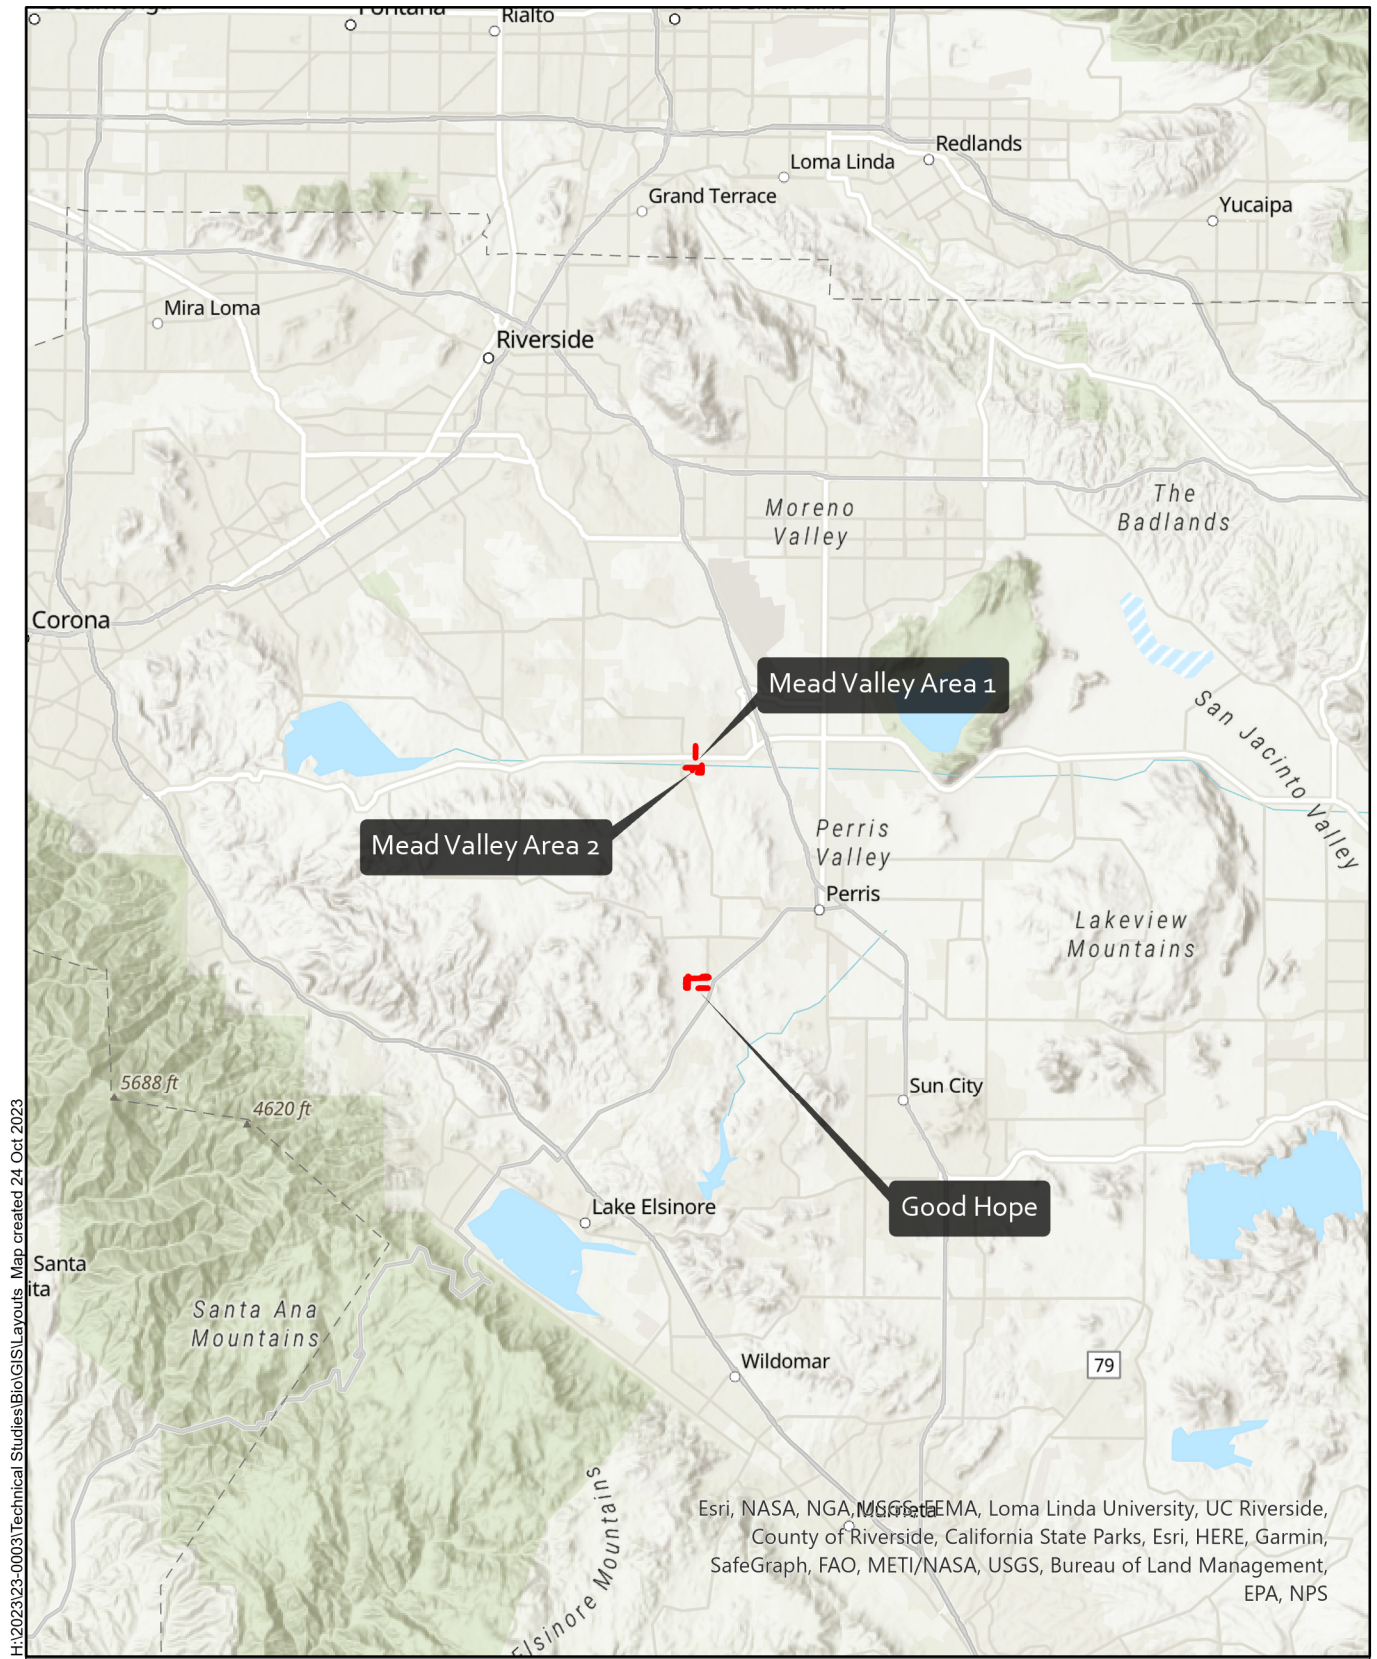 Fontana
Rialto
Redlands
Loma Linda
Grand Terrace
Yucaipa
Mira Loma
Riverside
Moreno
Valley
The
Badlands
Corona
Mead Valley Area 1
San Jacinto Valley
Mead Valley Area 2
Perris
Valley
Perris
Lakeview
Mountains
5688 ft
4620 ft
Sun City
Good Hope
Lake Elsinore
Santa
ita
Santa Ana
Mountains
Wildomar
79
Elsinore Mountains
Murrieta
Esri, NASA, NGA, USGS, FEMA, Loma Linda University, UC Riverside,
County of Riverside, California State Parks, Esri, HERE, Garmin,
SafeGraph, FAO, METI/NASA, USGS, Bureau of Land Management,
EPA, NPS
H:\2023\23-0003\Technical Studies\Bio\GIS\Layouts Map created 24 Oct 2023